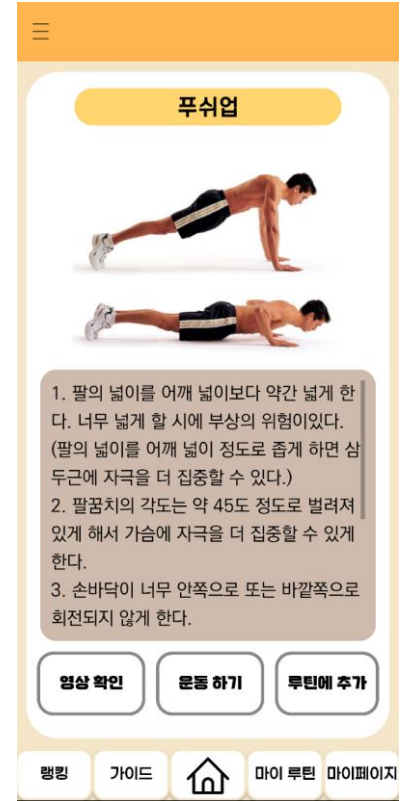 푸쉬업
1. 팔의 넓이를 어깨 넓이보다 약간 넓게 한
다. 너무 넓게 할 시에 부상의 위험이있다.
(팔의 넓이를 어깨 넓이 정도로 좁게 하면 삼
두근에 자극을 더 집중할 수 있다.)
2. 팔꿈치의 각도는 약 45도 정도로 벌려져
있게 해서 가슴에 자극을 더 집중할 수 있게
한다.
3. 손바닥이 너무 안쪽으로 또는 바깥쪽으로
회전되지 않게 한다.
영상 확인 운동 하기 루틴에 추가
랭킹 가이드 마이 루틴 마이페이지